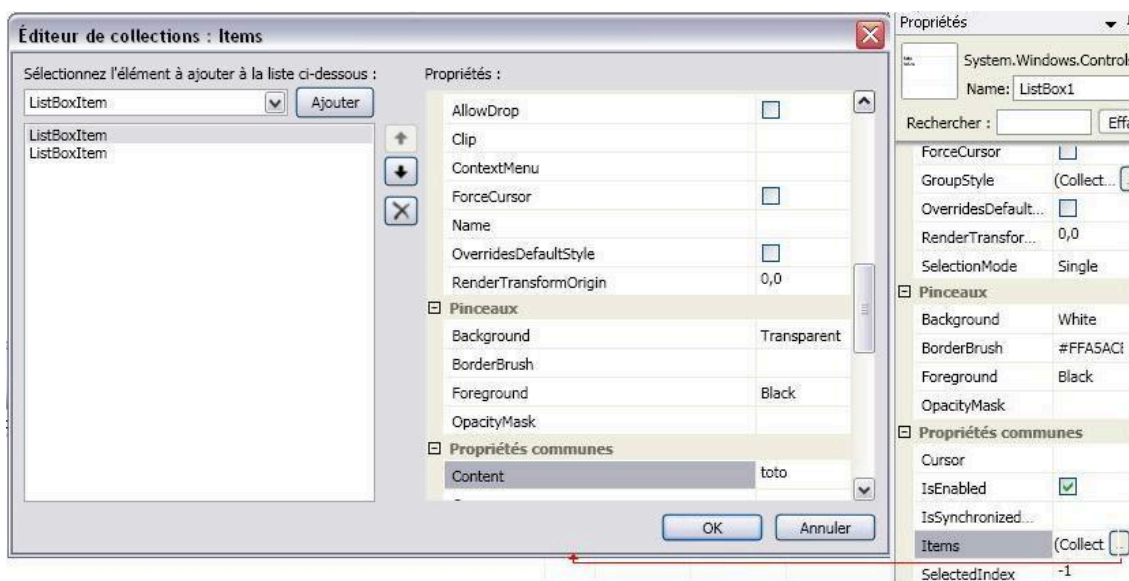 Éditeur de collections : Items
Sélectionnez l'élément à ajouter à la liste ci-dessous :
ListBoxItem
Ajouter
ListBoxItem
ListBoxItem
Propriétés :
AllowDrop
Clip
ContextMenu
ForceCursor
Name
OverridesDefaultStyle
RenderTransformOrigin 0,0
Pinceaux
Background Transparent
BorderBrush
Foreground Black
OpacityMask
Propriétés communes
Content toto
OK
Annuler
Propriétés
System.Windows.Control
Name: ListBox1
Rechercher :
Effa
ForceCursor
GroupStyle (Collect...
OverridesDefault...
RenderTransfor... 0,0
SelectionMode Single
Pinceaux
Background White
BorderBrush #FFA5ACE
Foreground Black
OpacityMask
Propriétés communes
Cursor
IsEnabled
IsSynchronized...
Items (Collect ...
SelectedIndex -1